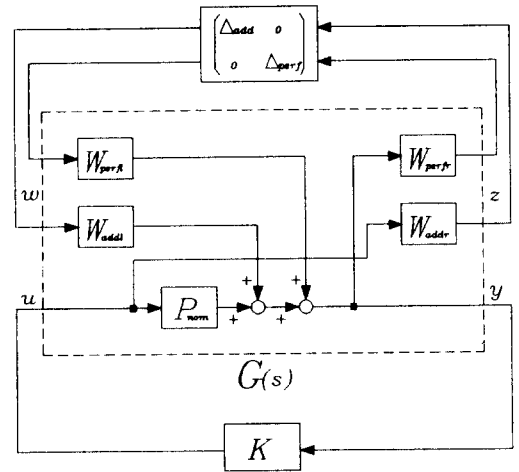 Δadd 0
0 Δperf
Wperfl
Wperfr
w
z
Waddl
Waddr
u
y
Pnom
+
+
+
+
G(s)
K